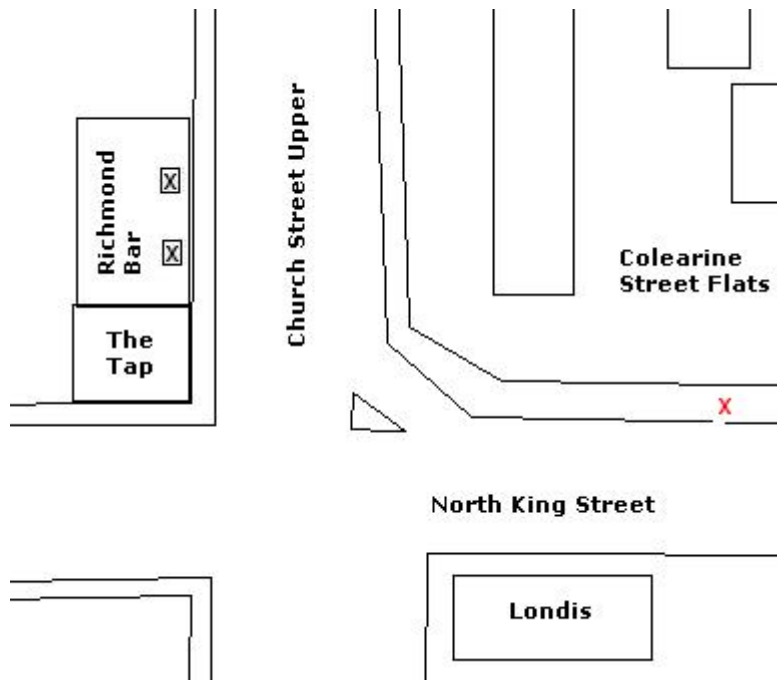 Church Street Upper
Richmond
Bar
X
X
The
Tap
Colearine
Street Flats
X
North King Street
Londis